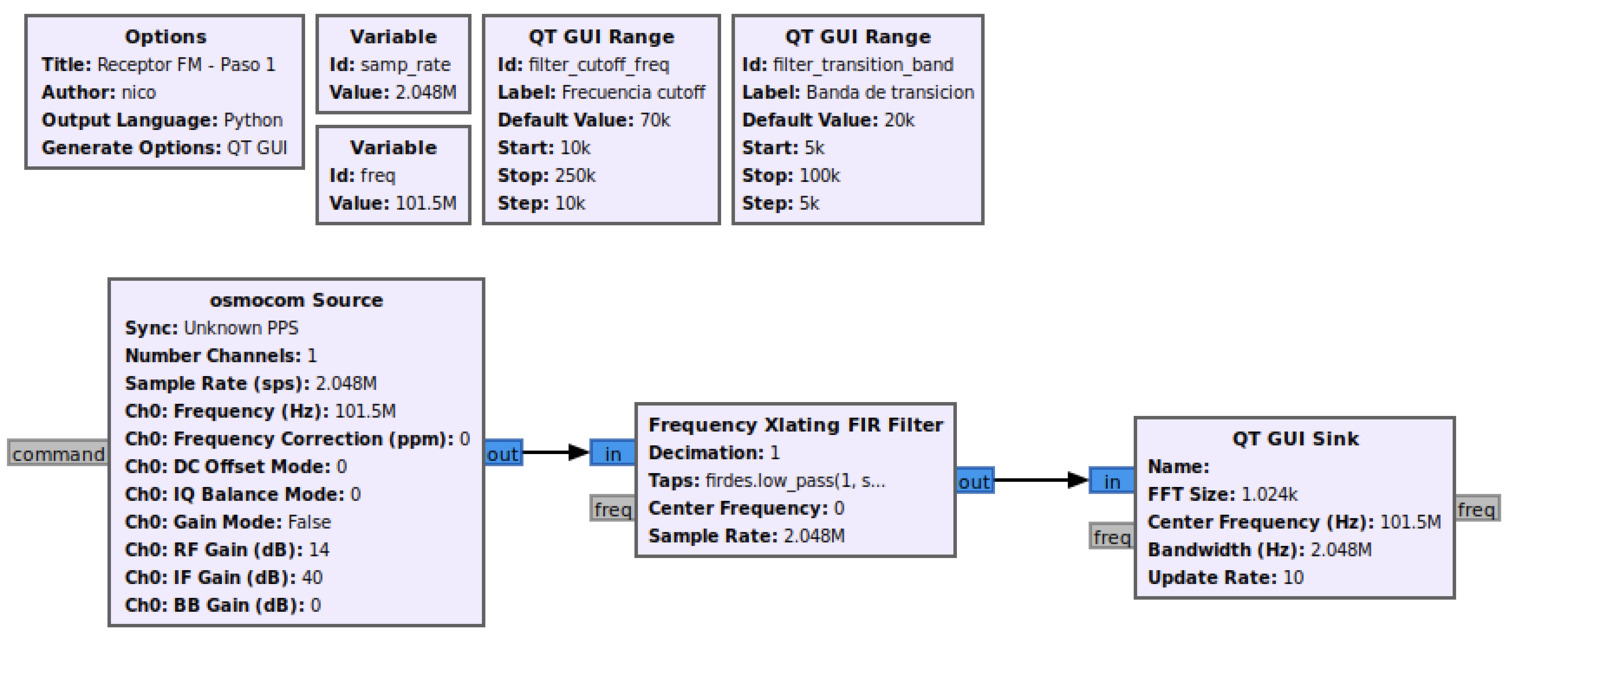 Options
Title: Receptor FM - Paso 1
Author: nico
Output Language: Python
Generate Options: QT GUI
Variable
Id: samp_rate
Value: 2.048M
Variable
Id: freq
Value: 101.5M
QT GUI Range
Id: filter_cutoff_freq
Label: Frecuencia cutoff
Default Value: 70k
Start: 10k
Stop: 250k
Step: 10k
QT GUI Range
Id: filter_transition_band
Label: Banda de transicion
Default Value: 20k
Start: 5k
Stop: 100k
Step: 5k
command
osmocom Source
Sync: Unknown PPS
Number Channels: 1
Sample Rate (sps): 2.048M
Ch0: Frequency (Hz): 101.5M
Ch0: Frequency Correction (ppm): 0
Ch0: DC Offset Mode: 0
Ch0: IQ Balance Mode: 0
Ch0: Gain Mode: False
Ch0: RF Gain (dB): 14
Ch0: IF Gain (dB): 40
Ch0: BB Gain (dB): 0
out
in
freq
Frequency Xlating FIR Filter
Decimation: 1
Taps: firdes.low_pass(1, s...
Center Frequency: 0
Sample Rate: 2.048M
out
in
freq
QT GUI Sink
Name:
FFT Size: 1.024k
Center Frequency (Hz): 101.5M
Bandwidth (Hz): 2.048M
Update Rate: 10
freq